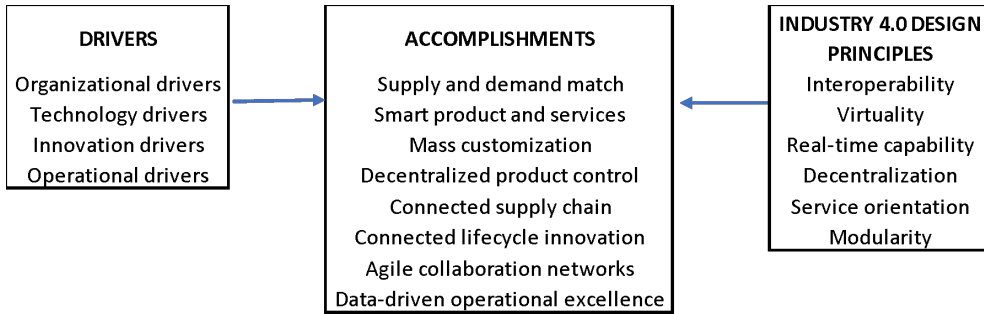 DRIVERS
Organizational drivers
Technology drivers
Innovation drivers
Operational drivers
ACCOMPLISHMENTS
Supply and demand match
Smart product and services
Mass customization
Decentralized product control
Connected supply chain
Connected lifecycle innovation
Agile collaboration networks
Data-driven operational excellence
INDUSTRY 4.0 DESIGN
PRINCIPLES
Interoperability
Virtuality
Real-time capability
Decentralization
Service orientation
Modularity